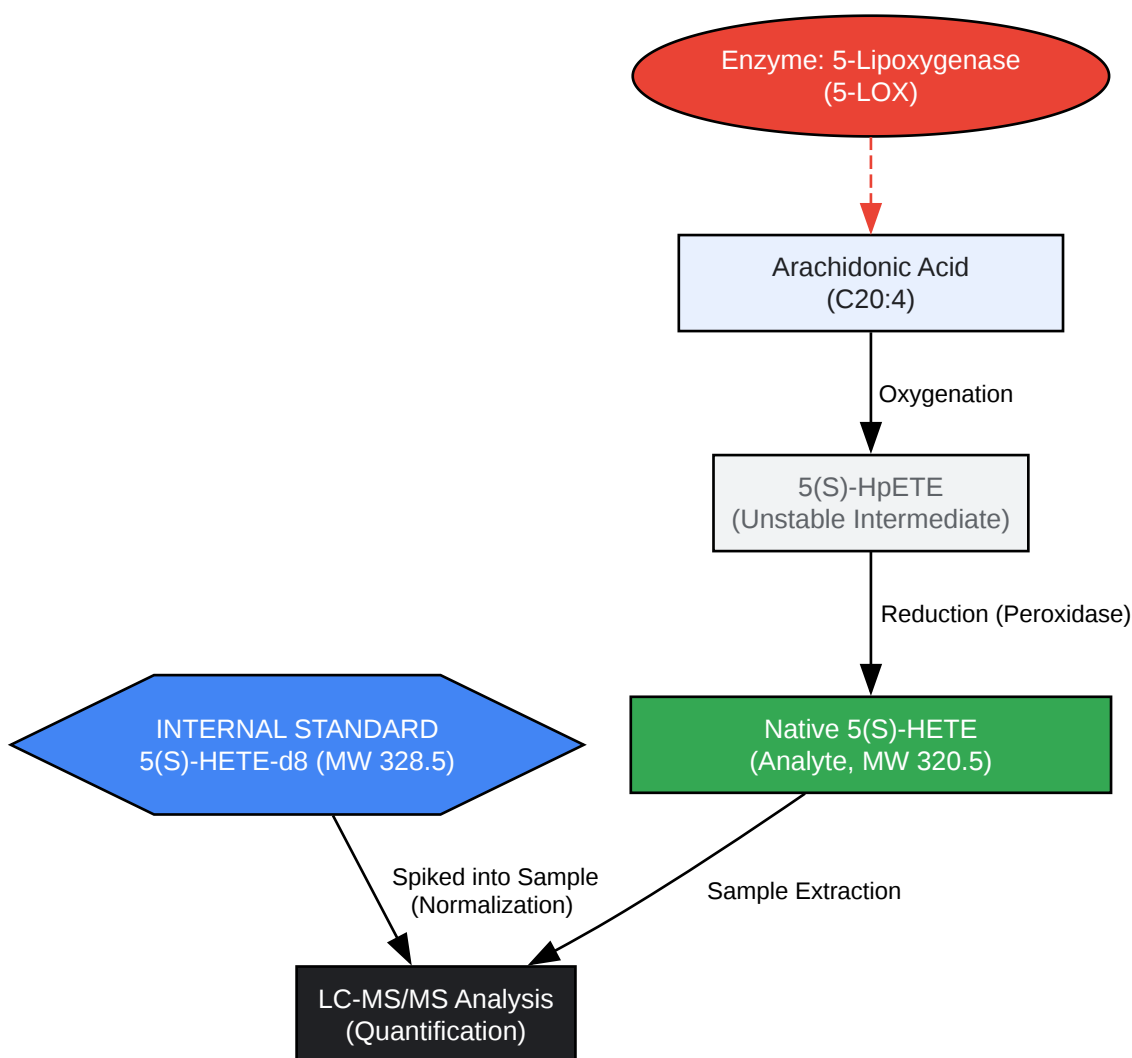 Enzyme: 5-Lipoxygenase
(5-LOX)
Arachidonic Acid
(C20:4)
Oxygenation
5(S)-HpETE
(Unstable Intermediate)
Reduction (Peroxidase)
INTERNAL STANDARD
5(S)-HETE-d8 (MW 328.5)
Native 5(S)-HETE
(Analyte, MW 320.5)
Spiked into Sample
(Normalization)
Sample Extraction
LC-MS/MS Analysis
(Quantification)